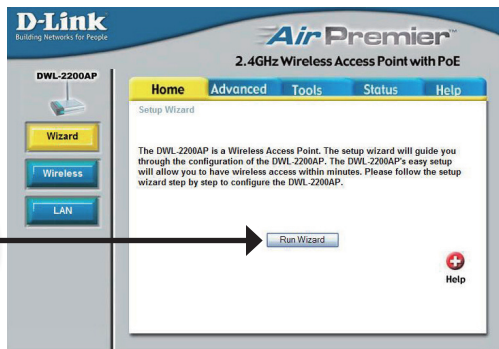 D-Link
Building Networks for People
Air Premier™
2.4GHz Wireless Access Point with PoE
DWL-2200AP
Home Advanced Tools Status Help
Setup Wizard
Wizard
Wireless
LAN
The DWL-2200AP is a Wireless Access Point. The setup wizard will guide you
through the configuration of the DWL-2200AP. The DWL-2200AP's easy setup
will allow you to have wireless access within minutes. Please follow the setup
wizard step by step to configure the DWL-2200AP.
Run Wizard
Help